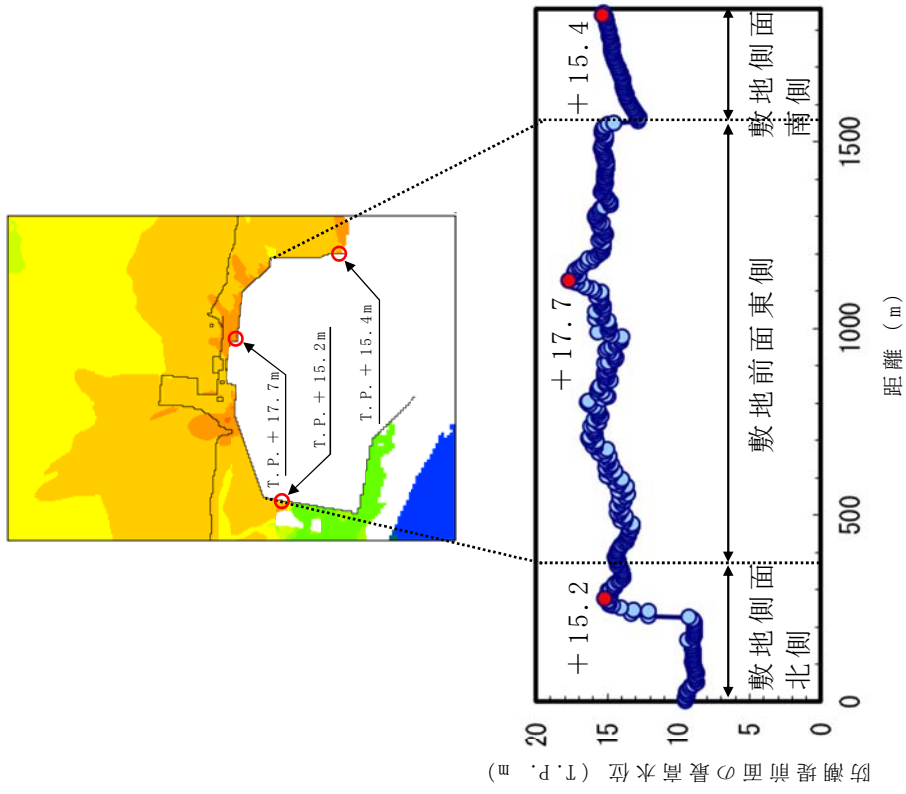 T.P.+17.7m
T.P.+15.2m
T.P.+15.4m
防潮堤前面の最高水位 (T.P. m)
20
15
10
5
0
+15.2
+17.7
+15.4
敷地側面
北側
敷地前面東側
敷地側面
南側
0
500
1000
1500
距離 (m)